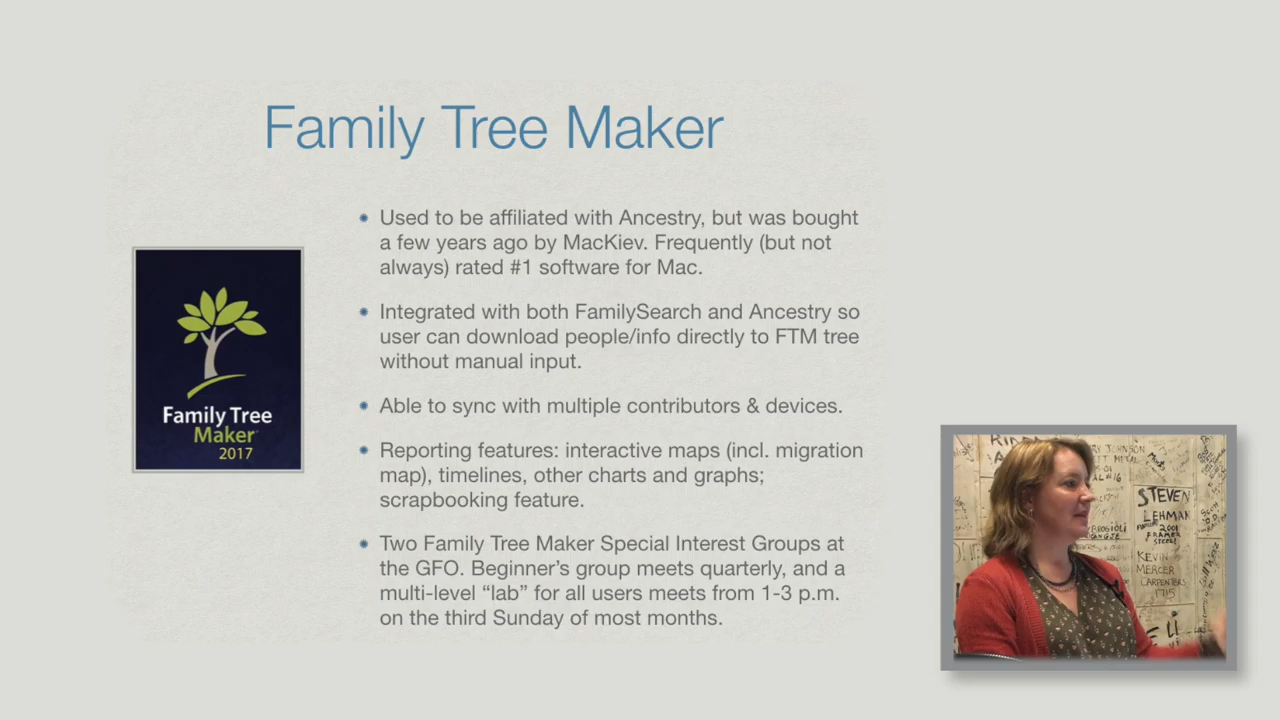 Family Tree Maker
Used to be affiliated with Ancestry, but was bought
a few years ago by MacKiev. Frequently (but not
always) rated #1 software for Mac.
Integrated with both FamilySearch and Ancestry so
user can download people/info directly to FTM tree
without manual input.
Able to sync with multiple contributors & devices.
Reporting features: interactive maps (incl. migration
map), timelines, other charts and graphs;
scrapbooking feature.
Two Family Tree Maker Special Interest Groups at
the GFO. Beginner's group meets quarterly, and a
multi-level “lab” for all users meets from 1-3 p.m.
on the third Sunday of most months.
Family Tree
Maker
2017
JOHNSON
STEVEN
LEHMAN
2001
FRAMER
KEVIN
MERCER
CARPENTERS
1715